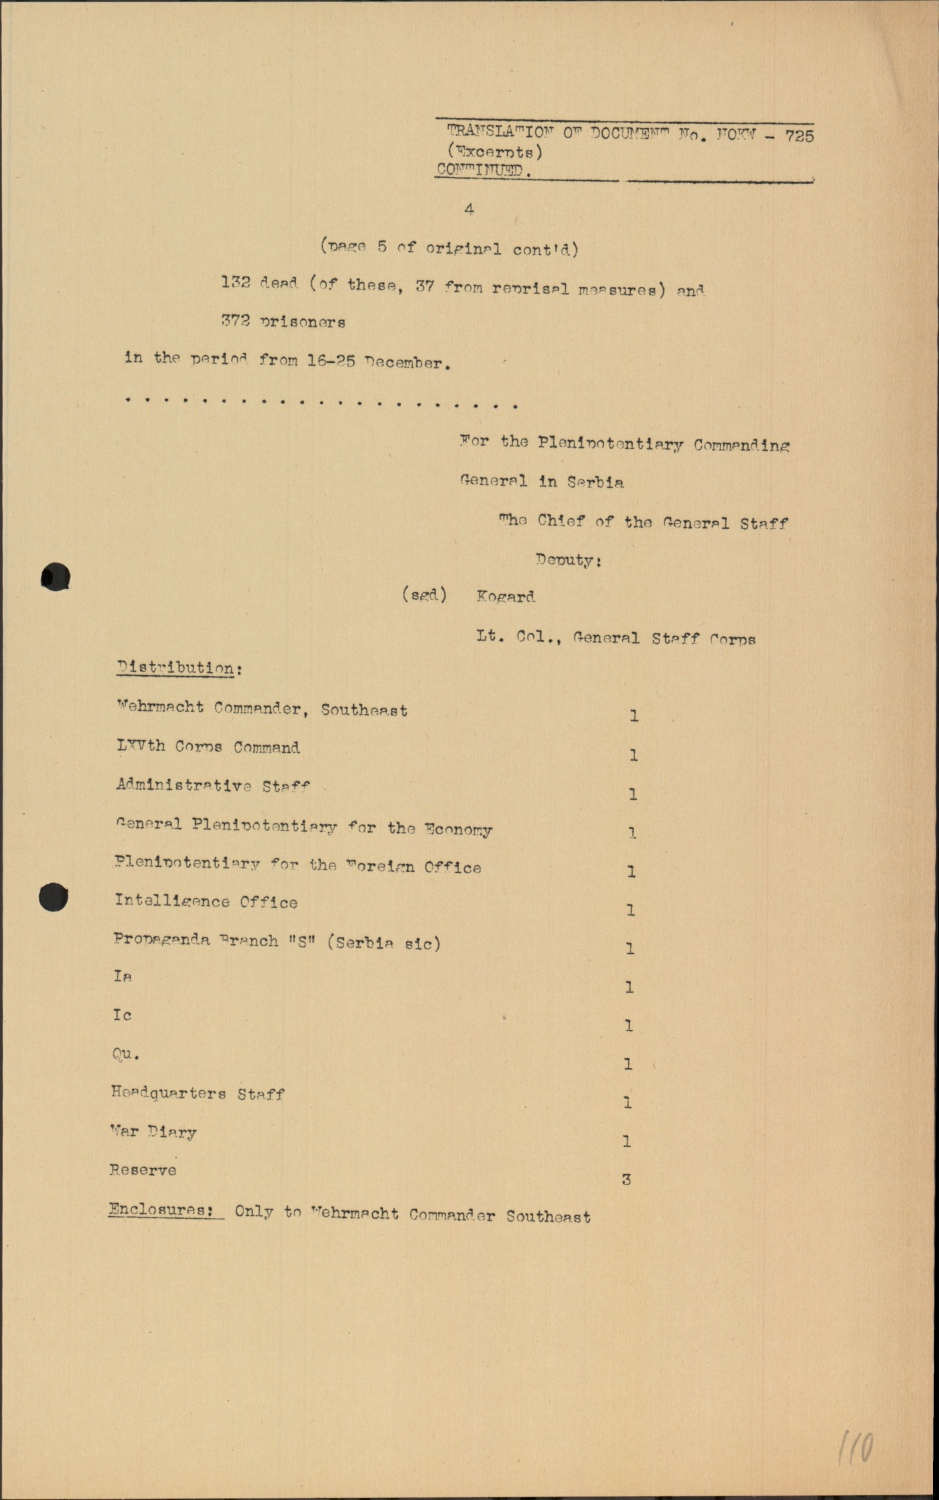 TRANSLATION OF DOCUMENT No. NOKW - 725
(Excerpts)
CONTINUED.
4
(page 5 of original cont'd)
132 dead (of these, 37 from reprisal measures) and
372 prisoners
in the period from 16-25 December.
. . . . . . . . . . . . . . . . . . . . .
For the Plenipotentiary Commanding
General in Serbia
The Chief of the General Staff
Deputy:
(sgd) Kogard
Lt. Col., General Staff Corps
Distribution:
Wehrmacht Commander, Southeast 1
LXVth Corps Command 1
Administrative Staff 1
General Plenipotentiary for the Economy 1
Plenipotentiary for the Foreign Office 1
Intelligence Office 1
Propaganda Branch "S" (Serbia sic) 1
Ia 1
Ic 1
Qu. 1
Headquarters Staff 1
War Diary 1
Reserve 3
Enclosures: Only to Wehrmacht Commander Southeast
110